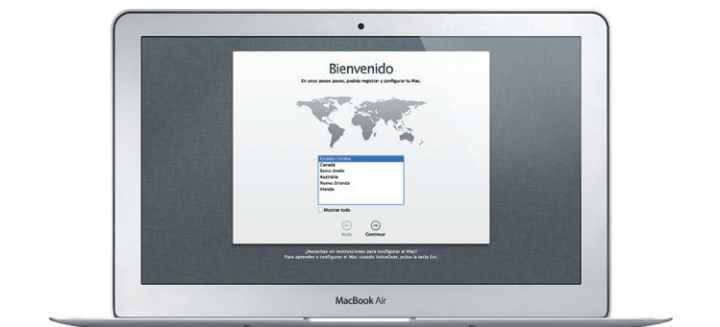 Bienvenido
En unos pocos pasos, podrás registrar y configurar tu Mac.
Estados Unidos
Canadá
Reino Unido
Australia
Nueva Zelanda
Irlanda
Mostrar todo
Atrás Continuar
¿Necesitas oír instrucciones para configurar el Mac?
Para aprender a configurar el Mac usando VoiceOver, pulsa la tecla Esc.
MacBook Air